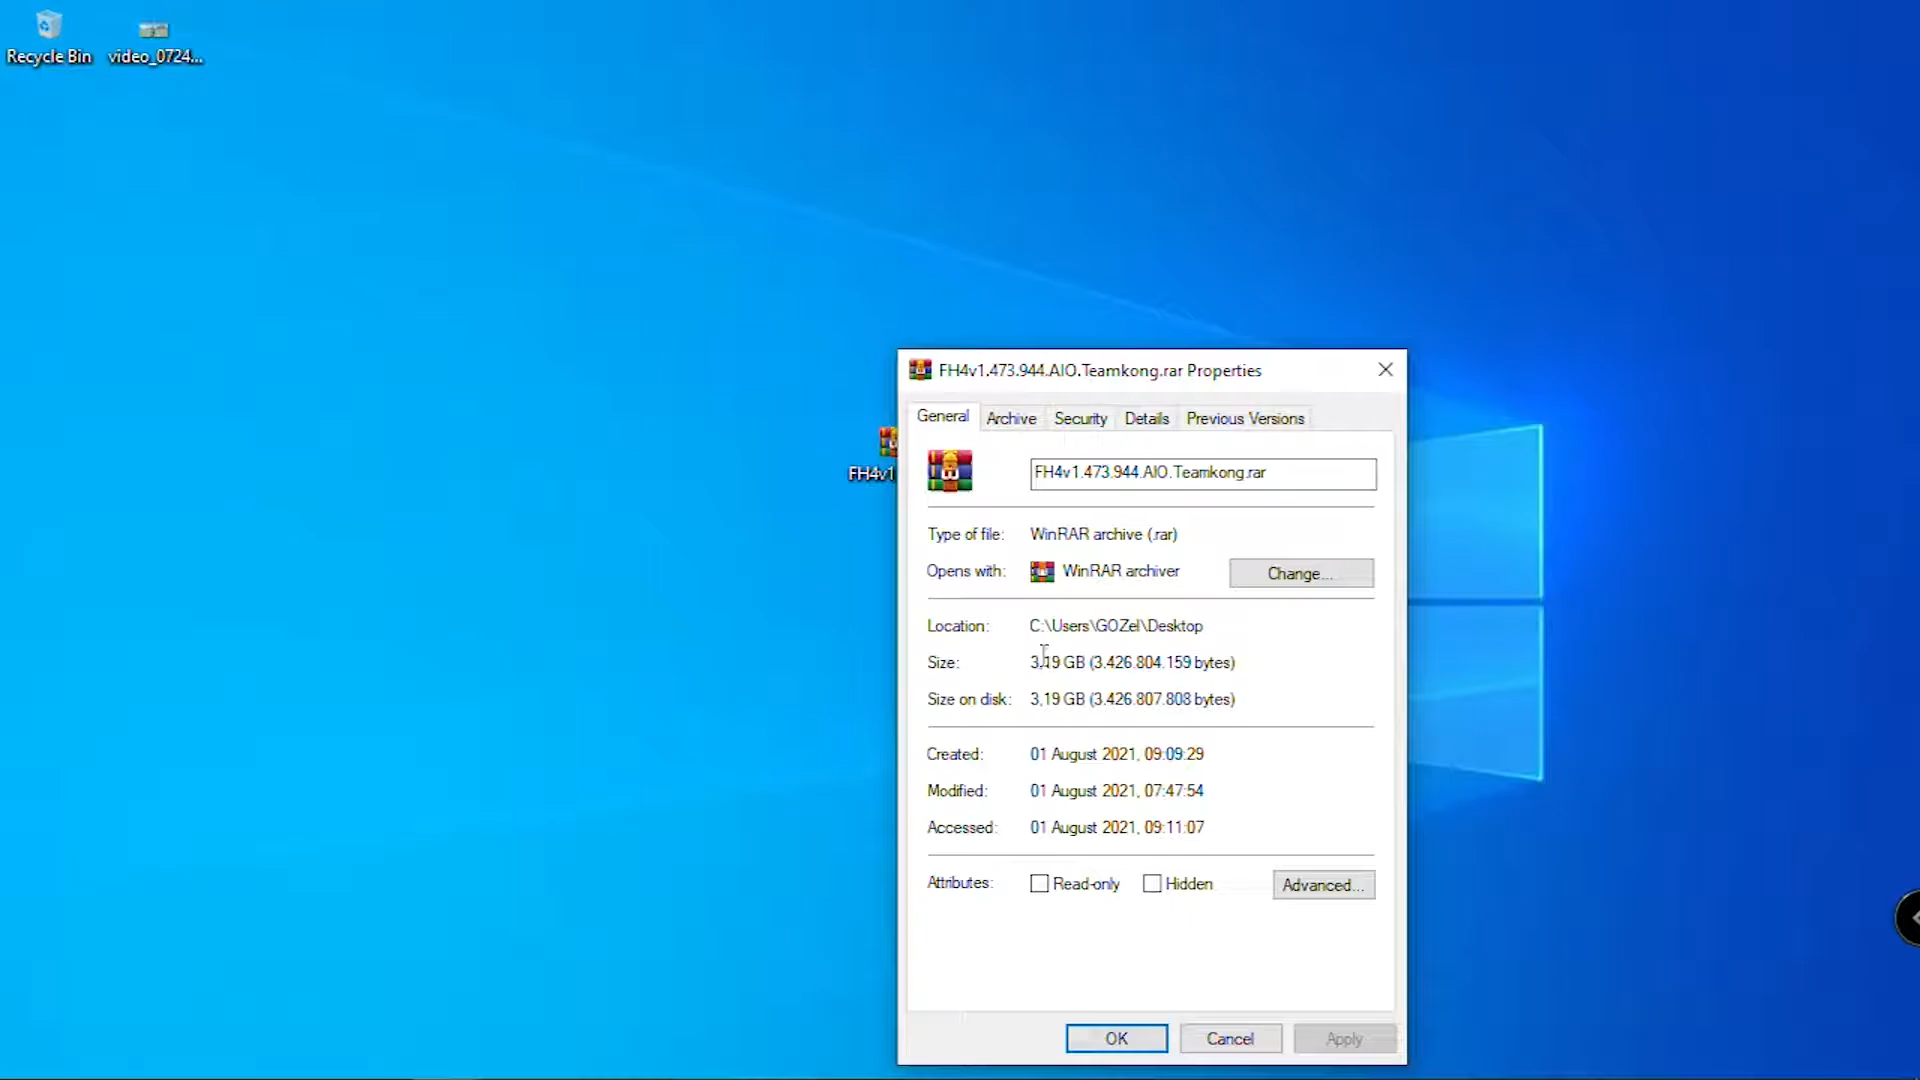 Recycle Bin
video_0724...
FH4v1.473.944.AIO.Teamkong.rar Properties
General
Archive
Security
Details
Previous Versions
FH4v1
FH4v1.473.944.AIO.Teamkong.rar
Type of file: WinRAR archive (.rar)
Opens with: WinRAR archiver
Change...
Location: C:\Users\GOZel\Desktop
Size: 3,19 GB (3.426.804.159 bytes)
Size on disk: 3,19 GB (3.426.807.808 bytes)
Created: 01 August 2021, 09:09:29
Modified: 01 August 2021, 07:47:54
Accessed: 01 August 2021, 09:11:07
Attributes: Read-only Hidden
Advanced...
OK
Cancel
Apply